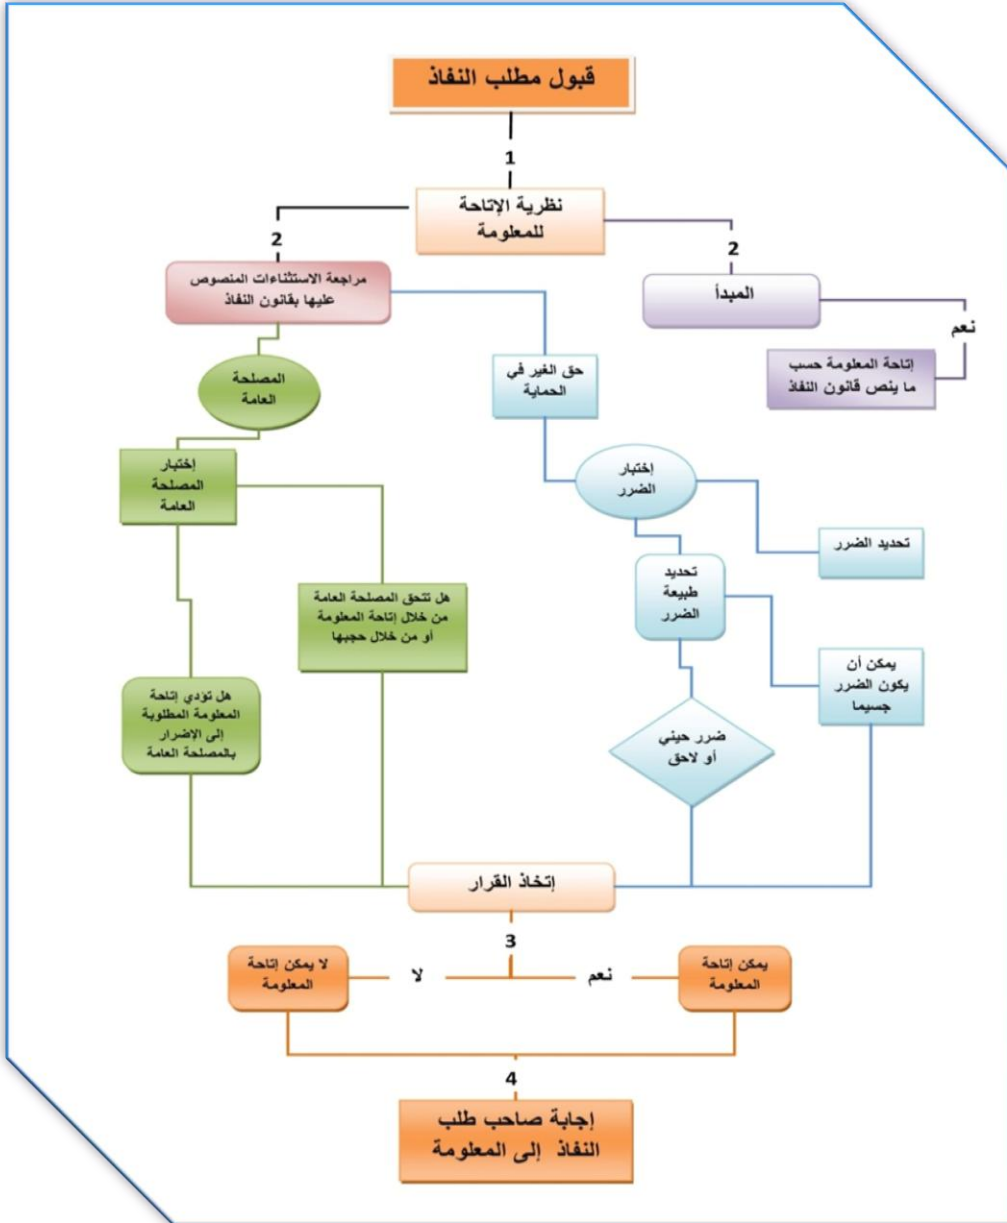 قبول مطلب النفاذ
1
نظرية الإتاحة
للمعلومة
2
المبدأ
نعم
إتاحة المعلومة حسب
ما ينص قانون النفاذ
2
مراجعة الاستثناءات المنصوص
عليها بقانون النفاذ
حق الغير في
الحماية
إختبار
الضرر
تحديد الضرر
تحديد
طبيعة
الضرر
يمكن أن
يكون الضرر
جسيما
ضرر حيني
أو لاحق
المصلحة
العامة
إختبار
المصلحة
العامة
هل تتحق المصلحة العامة
من خلال إتاحة المعلومة
أو من خلال حجبها
هل تؤدي إتاحة
المعلومة المطلوبة
إلى الإضرار
بالمصلحة العامة
إتخاذ القرار
3
نعم
يمكن إتاحة
المعلومة
لا
لا يمكن إتاحة
المعلومة
4
إجابة صاحب طلب
النفاذ إلى المعلومة